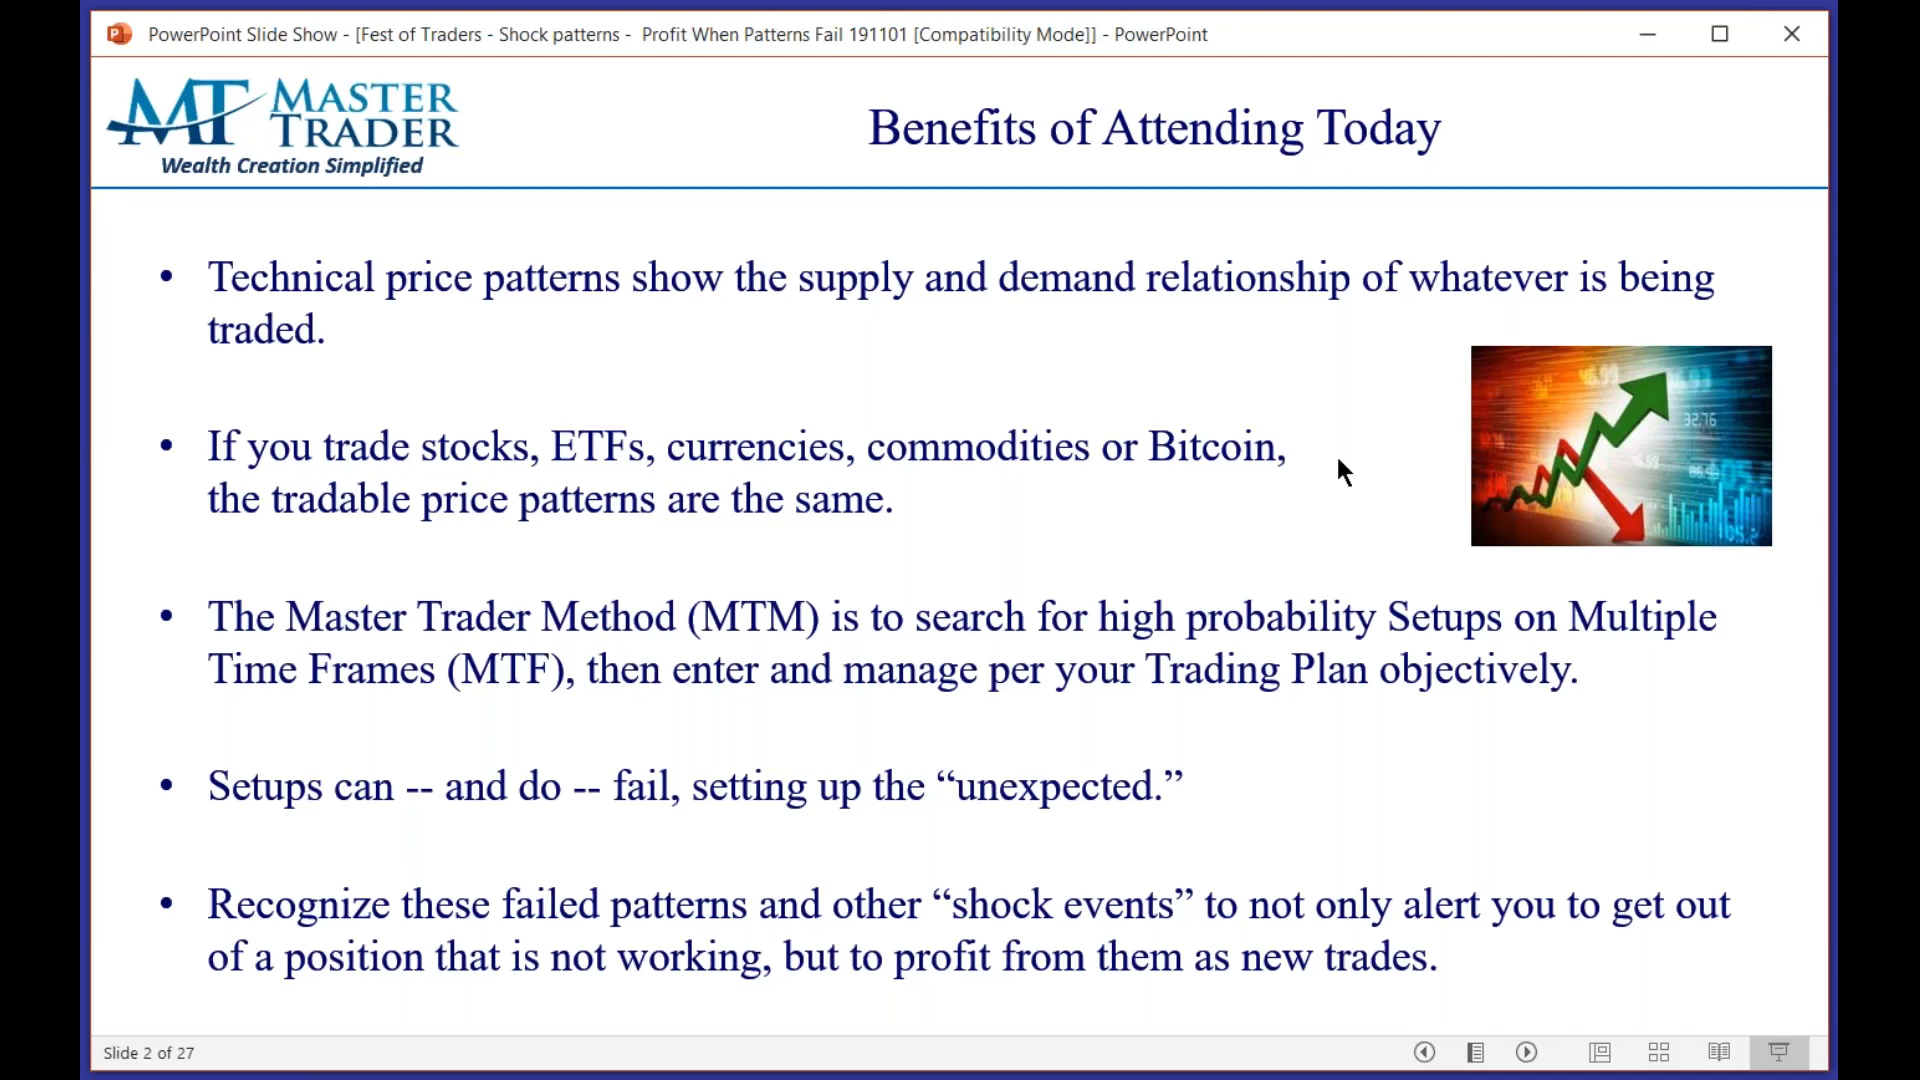 PowerPoint Slide Show - [Fest of Traders - Shock patterns - Profit When Patterns Fail 191101 [Compatibility Mode]] - PowerPoint
MT MASTER TRADER
Wealth Creation Simplified
Benefits of Attending Today
• Technical price patterns show the supply and demand relationship of whatever is being
traded.
• If you trade stocks, ETFs, currencies, commodities or Bitcoin,
the tradable price patterns are the same.
32.76
• The Master Trader Method (MTM) is to search for high probability Setups on Multiple
Time Frames (MTF), then enter and manage per your Trading Plan objectively.
• Setups can -- and do -- fail, setting up the “unexpected.”
• Recognize these failed patterns and other “shock events” to not only alert you to get out
of a position that is not working, but to profit from them as new trades.
Slide 2 of 27